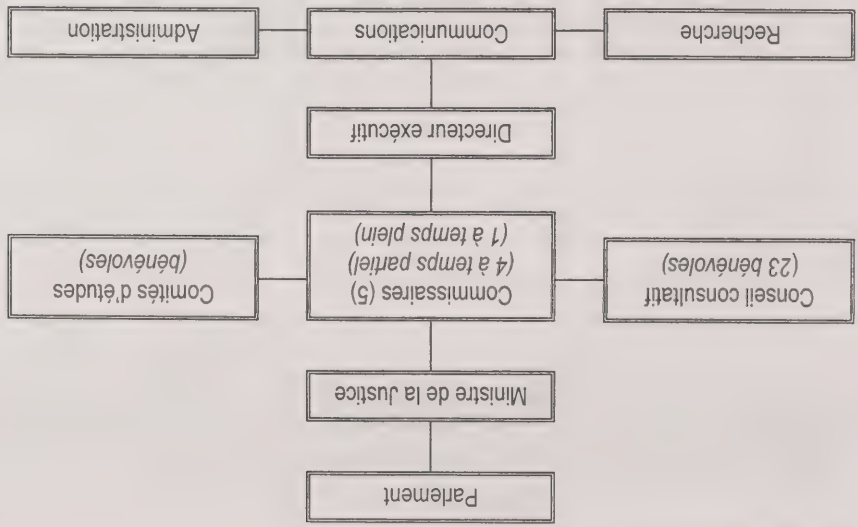 Parlement
Ministre de la Justice
Conseil consultatif
(23 bénévoles)
Commissaires (5)
(4 à temps partiel)
(1 à temps plein)
Comités d'études
(bénévoles)
Directeur exécutif
Recherche
Communications
Administration